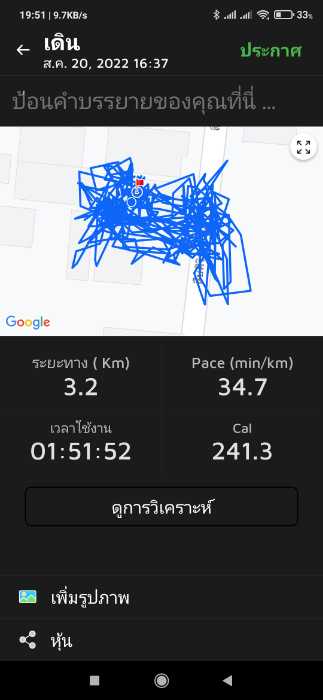 19:51 | 9.7KB/s
33%
เดิน
ประกาศ
ส.ค. 20, 2022 16:37
ป้อนคำบรรยายของคุณที่นี่ ...
Google
ระยะทาง ( Km)
Pace (min/km)
3.2
34.7
เวลาใช้งาน
Cal
01:51:52
241.3
ดูการวิเคราะห์
เพิ่มรูปภาพ
หุ้น